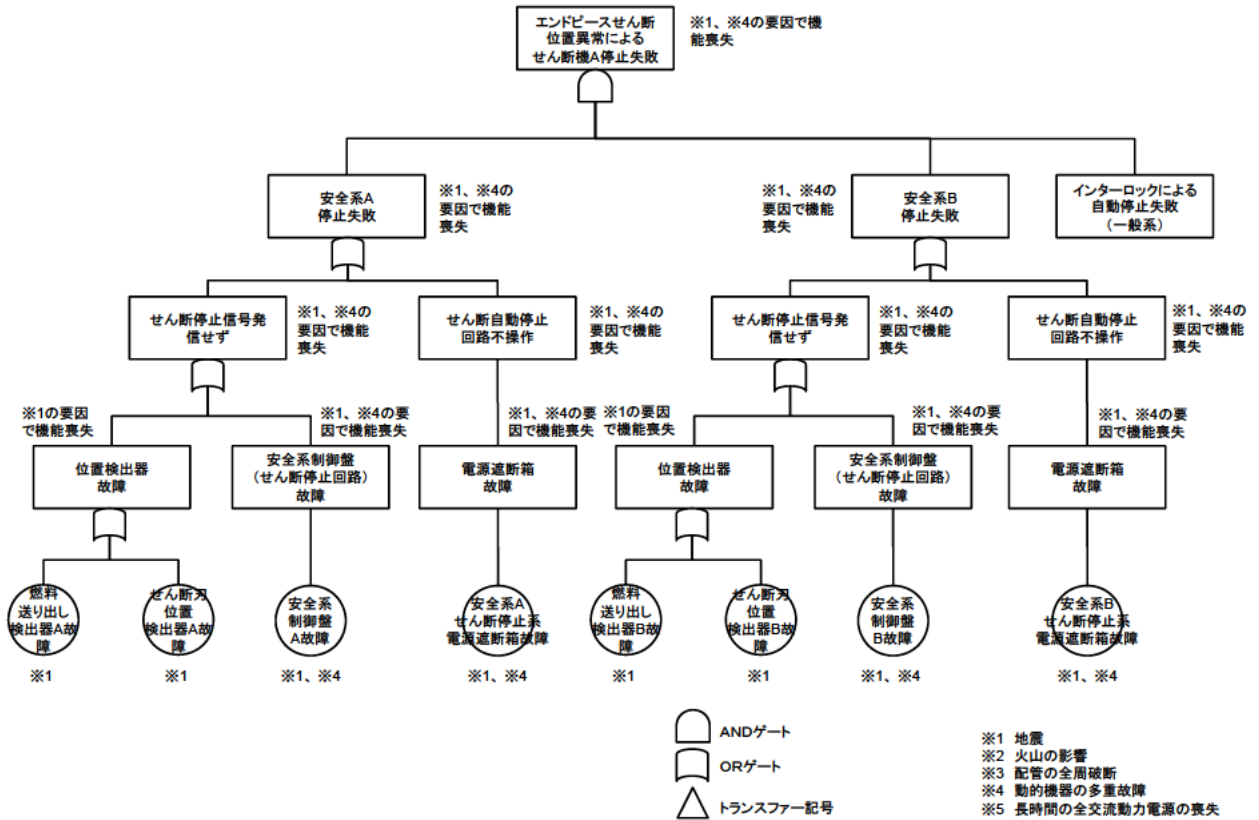 エンドピースせん断
位置異常による
せん断機A停止失敗
※1、※4の要因で機
能喪失
安全系A
停止失敗
※1、※4の
要因で機能
喪失
安全系B
停止失敗
※1、※4の
要因で機能
喪失
インターロックによる
自動停止失敗
(一般系)
せん断停止信号発
信せず
※1、※4の
要因で機能
喪失
せん断自動停止
回路不操作
※1、※4の
要因で機能
喪失
せん断停止信号発
信せず
※1、※4の
要因で機能
喪失
せん断自動停止
回路不操作
※1、※4の
要因で機能
喪失
※1の要因
で機能喪失
位置検出器
故障
※1、※4の要
因で機能喪失
安全系制御盤
(せん断停止回路)
故障
※1、※4の要
因で機能喪失
電源遮断箱
故障
※1の要因
で機能喪失
位置検出器
故障
※1、※4の要
因で機能喪失
安全系制御盤
(せん断停止回路)
故障
※1、※4の要
因で機能喪失
電源遮断箱
故障
燃料
送り出し
検出器A故
障
※1
せん断刃
位置
検出器A故
障
※1
安全系
制御盤
A故障
※1、※4
安全系A
せん断停止系
電源遮断箱故障
※1、※4
燃料
送り出し
検出器B故
障
※1
せん断刃
位置
検出器B故
障
※1
安全系
制御盤
B故障
※1、※4
安全系B
せん断停止系
電源遮断箱故障
※1、※4
ANDゲート
ORゲート
トランスファー記号
※1 地震
※2 火山の影響
※3 配管の全周破断
※4 動的機器の多重故障
※5 長時間の全交流動力電源の喪失